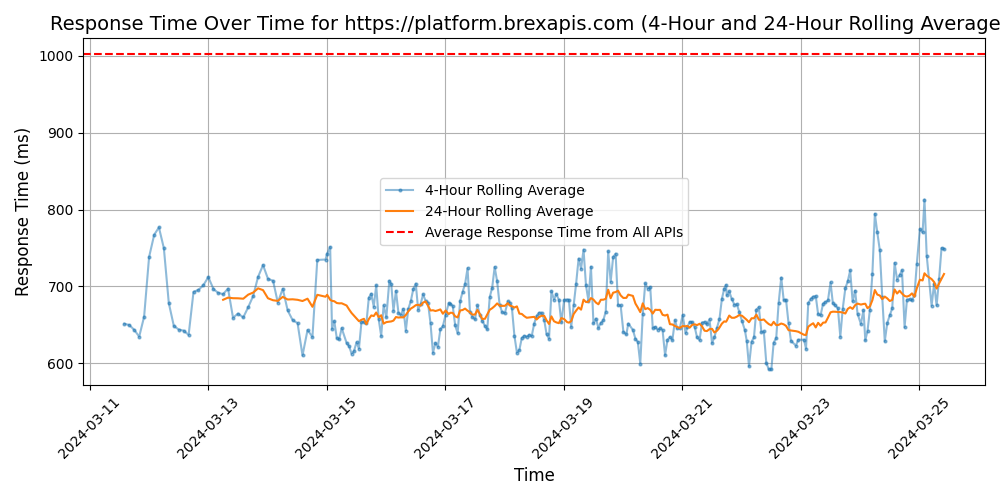 Response Time Over Time for https://platform.brexapis.com (4-Hour and 24-Hour Rolling Average
Response Time (ms)
1000
900
800
700
600
4-Hour Rolling Average
24-Hour Rolling Average
Average Response Time from All APIs
2024-03-11
2024-03-13
2024-03-15
2024-03-17
2024-03-19
2024-03-21
2024-03-23
2024-03-25
Time